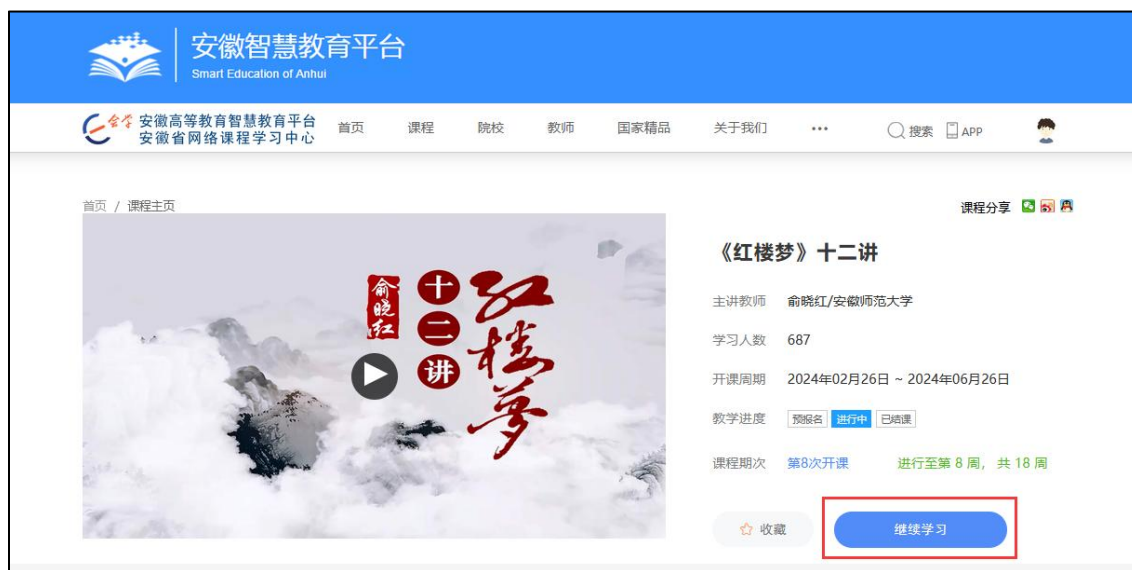 安徽智慧教育平台
Smart Education of Anhui
会学 安徽高等教育智慧教育平台
安徽省网络课程学习中心
首页 课程 院校 教师 国家精品 关于我们 ••• 搜索 APP
首页 / 课程主页
课程分享
俞晓红
十二讲
红楼梦
《红楼梦》十二讲
主讲教师 俞晓红/安徽师范大学
学习人数 687
开课周期 2024年02月26日 ~ 2024年06月26日
教学进度 预报名 进行中 已结课
课程期次 第8次开课 进行至第 8 周, 共 18 周
收藏 继续学习